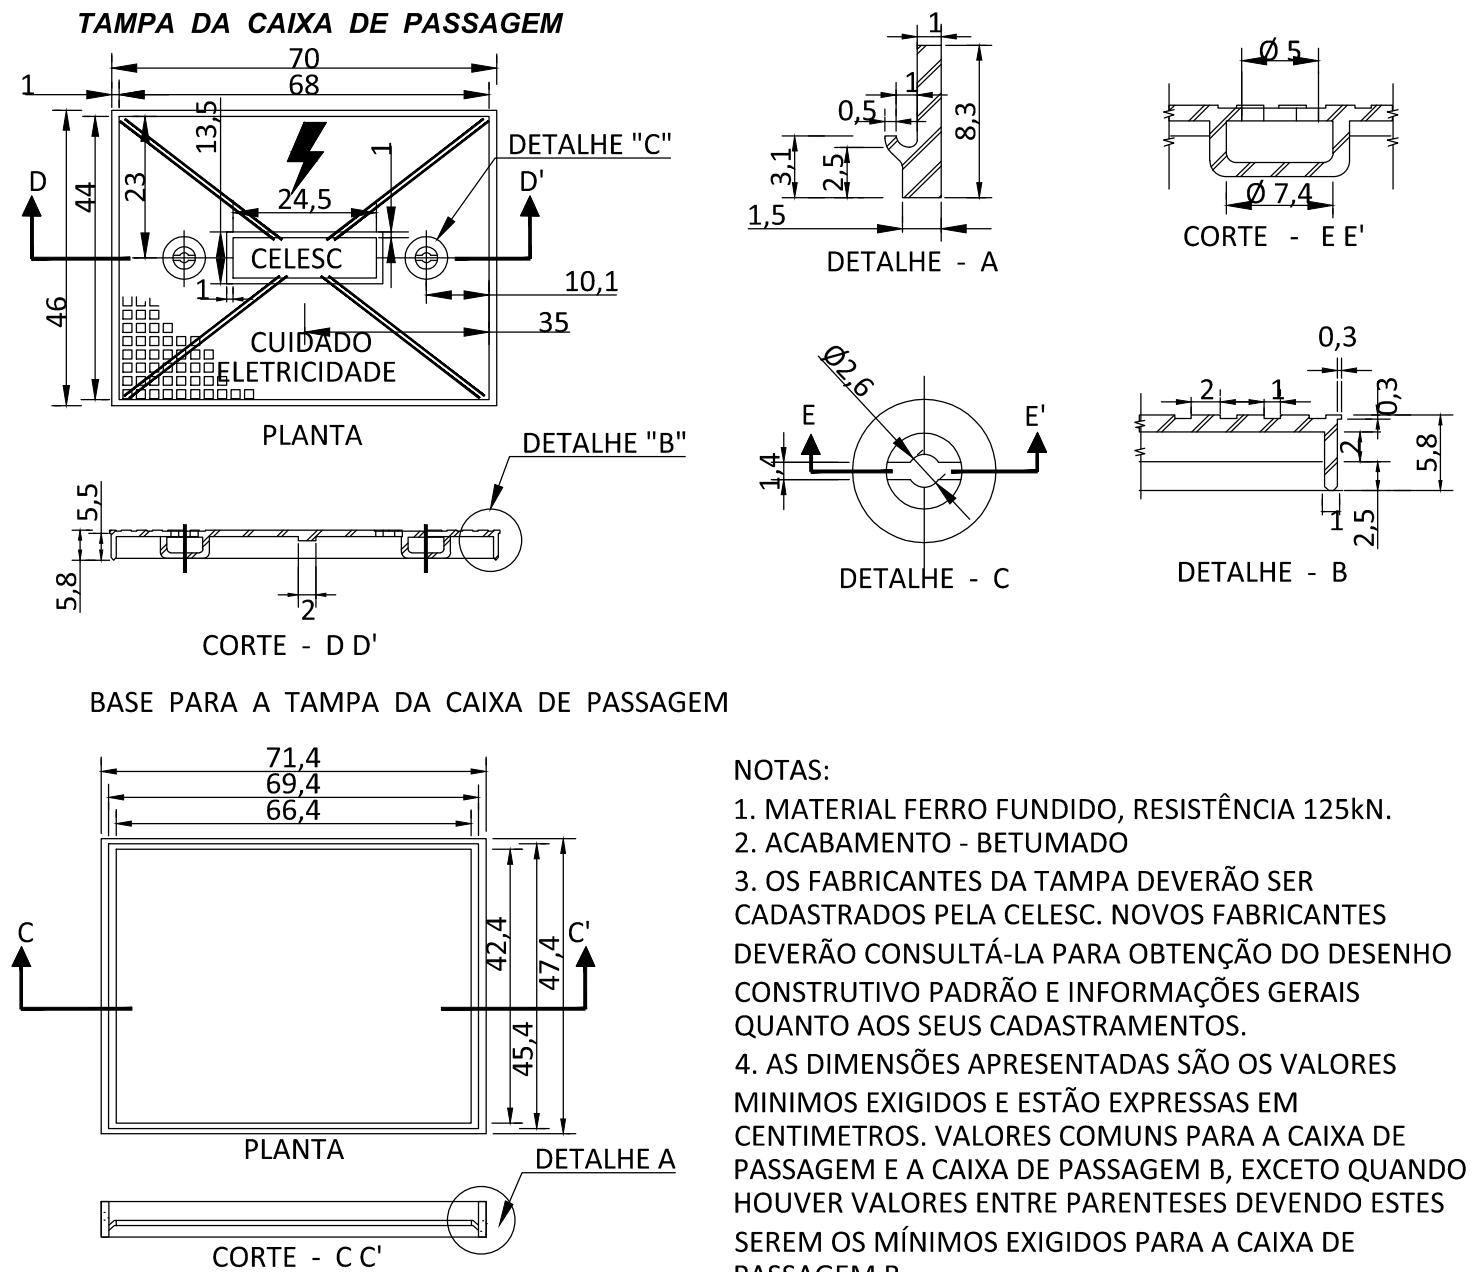 TAMPA DA CAIXA DE PASSAGEM
70
1
68
13,5
1
DETALHE "C"
D
D'
44
23
24,5
CELESC
1
10,1
46
35
CUIDADO
ELETRICIDADE
PLANTA
DETALHE "B"
5,5
5,8
2
CORTE - D D'
1
1
0,5
8,3
3,1
2,5
1,5
DETALHE - A
Ø 5
Ø 7,4
CORTE - E E'
Ø2,6
E
E'
1,4
DETALHE - C
0,3
2
1
0,3
2
5,8
1
2,5
DETALHE - B
BASE PARA A TAMPA DA CAIXA DE PASSAGEM
71,4
69,4
66,4
C
C'
42,4
47,4
45,4
PLANTA
DETALHE A
CORTE - C C'
NOTAS:
1. MATERIAL FERRO FUNDIDO, RESISTÊNCIA 125kN.
2. ACABAMENTO - BETUMADO
3. OS FABRICANTES DA TAMPA DEVERÃO SER
CADASTRADOS PELA CELESC. NOVOS FABRICANTES
DEVERÃO CONSULTÁ-LA PARA OBTENÇÃO DO DESENHO
CONSTRUTIVO PADRÃO E INFORMAÇÕES GERAIS
QUANTO AOS SEUS CADASTRAMENTOS.
4. AS DIMENSÕES APRESENTADAS SÃO OS VALORES
MINIMOS EXIGIDOS E ESTÃO EXPRESSAS EM
CENTIMETROS. VALORES COMUNS PARA A CAIXA DE
PASSAGEM E A CAIXA DE PASSAGEM B, EXCETO QUANDO
HOUVER VALORES ENTRE PARENTESES DEVENDO ESTES
SEREM OS MÍNIMOS EXIGIDOS PARA A CAIXA DE
PASSAGEM B